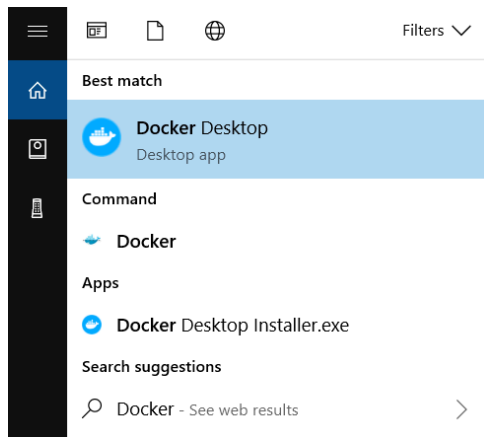 Filters
Best match
Docker Desktop
Desktop app
Command
Docker
Apps
Docker Desktop Installer.exe
Search suggestions
Docker - See web results